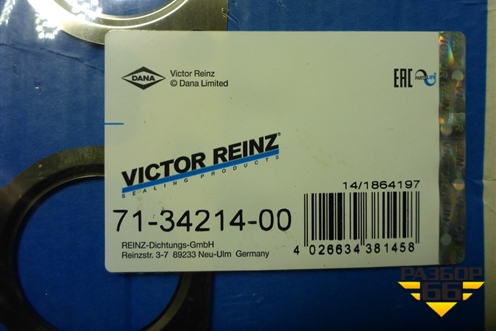 DANA
Victor Reinz
© Dana Limited
EAC
VICTOR REINZ®
SEALING PRODUCTS
14/1864197
71-34214-00
REINZ-Dichtungs-GmbH
Reinzstr. 3-7 89233 Neu-Ulm Germany
4 026634 381458
РАЗБОР
66